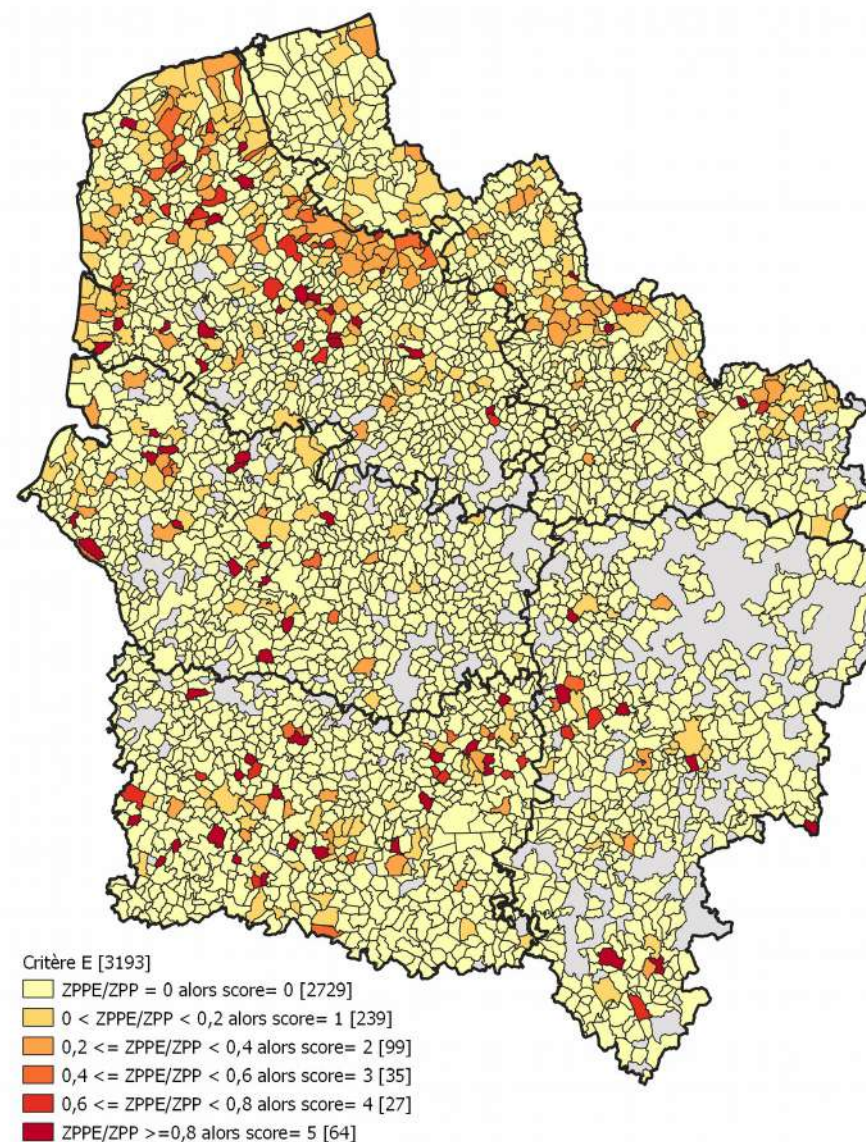 Critère E [3193]
ZPPE/ZPP = 0 alors score= 0 [2729]
0 < ZPPE/ZPP < 0,2 alors score= 1 [239]
0,2 <= ZPPE/ZPP < 0,4 alors score= 2 [99]
0,4 <= ZPPE/ZPP < 0,6 alors score= 3 [35]
0,6 <= ZPPE/ZPP < 0,8 alors score= 4 [27]
ZPPE/ZPP >=0,8 alors score= 5 [64]